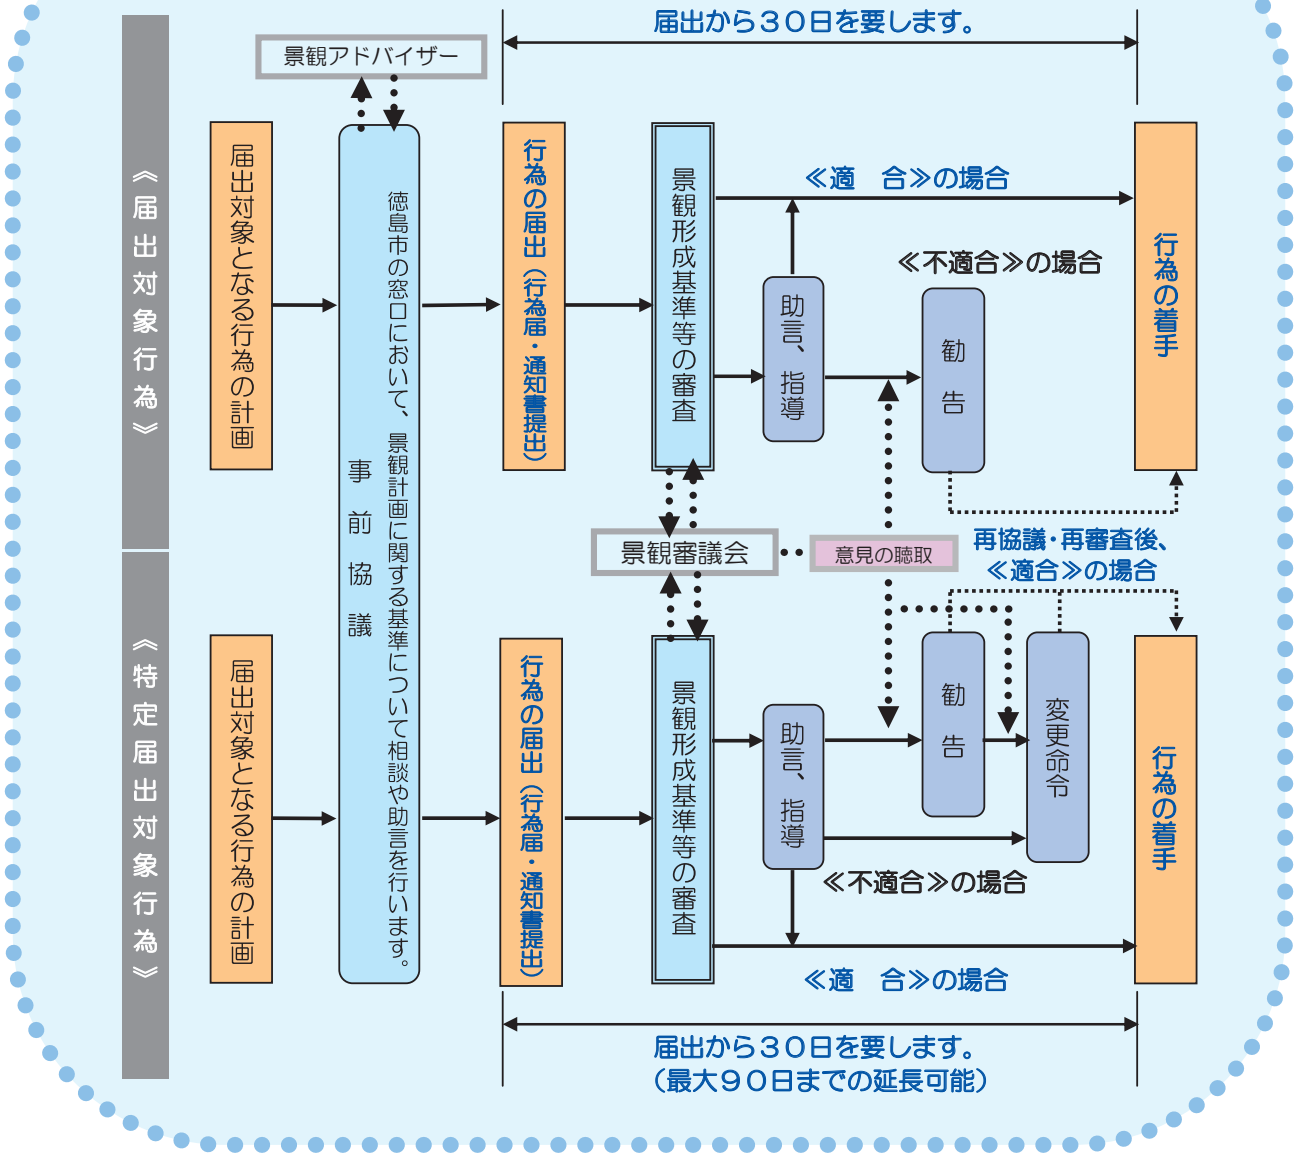 届出から３０日を要します。
景観アドバイザー
《届出対象行為》
届出対象となる行為の計画
徳島市の窓口において、景観計画に関する基準について相談や助言を行います。
事前協議
行為の届出（行為届・通知書提出）
景観形成基準等の審査
≪適　合≫の場合
助言、指導
≪不適合≫の場合
勧告
行為の着手
景観審議会
意見の聴取
再協議・再審査後、
≪適合≫の場合
《特定届出対象行為》
届出対象となる行為の計画
行為の届出（行為届・通知書提出）
景観形成基準等の審査
助言、指導
勧告
変更命令
≪不適合≫の場合
≪適　合≫の場合
行為の着手
届出から３０日を要します。
（最大９０日までの延長可能）